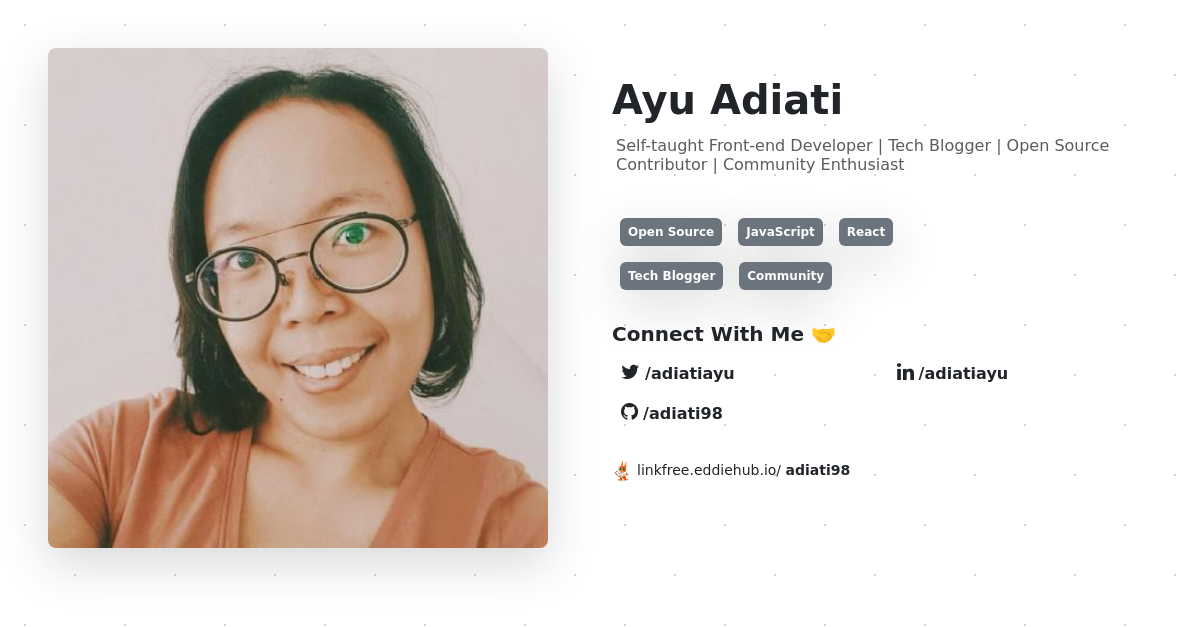 Ayu Adiati
Self-taught Front-end Developer | Tech Blogger | Open Source
Contributor | Community Enthusiast
Open Source JavaScript React
Tech Blogger Community
Connect With Me 🤝
/adiatiayu /adiatiayu
/adiati98
linkfree.eddiehub.io/ adiati98